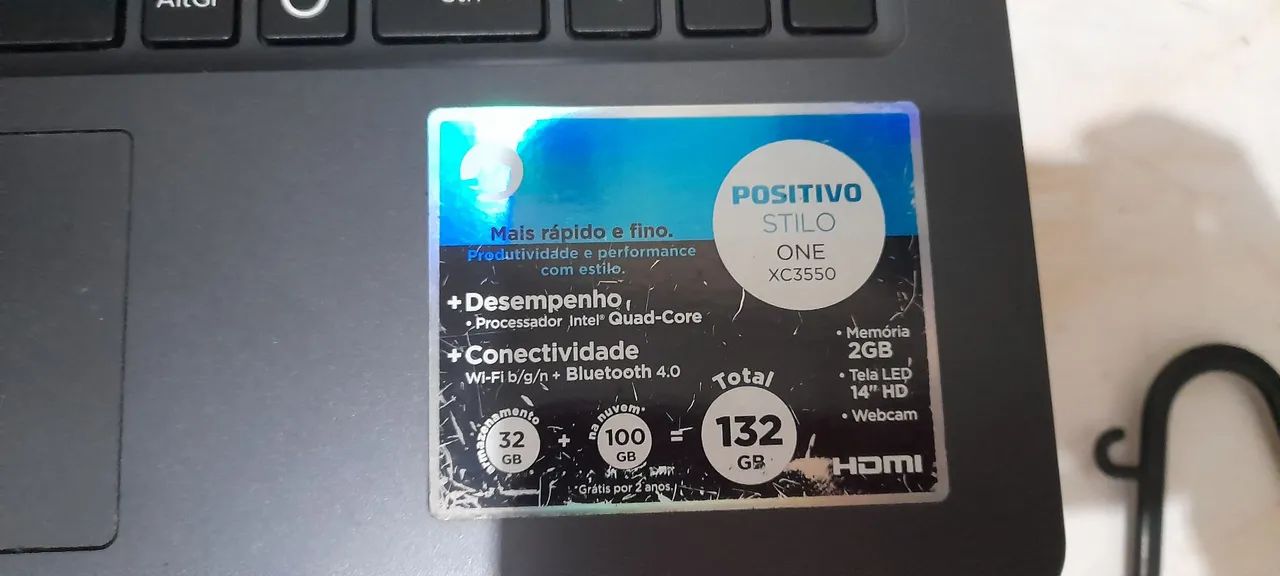 AltGr
Ctrl
POSITIVO
STILO
ONE
XC3550
Mais rápido e fino.
Produtividade e performance
com estilo.
+Desempenho
• Processador Intel® Quad-Core
+Conectividade
Wi-Fi b/g/n + Bluetooth 4.0
• Memória
2GB
• Tela LED
14" HD
• Webcam
armazenamento
32
GB
+
na nuvem*
100
GB
=
Total
132
GB
*Grátis por 2 anos.
HDMI